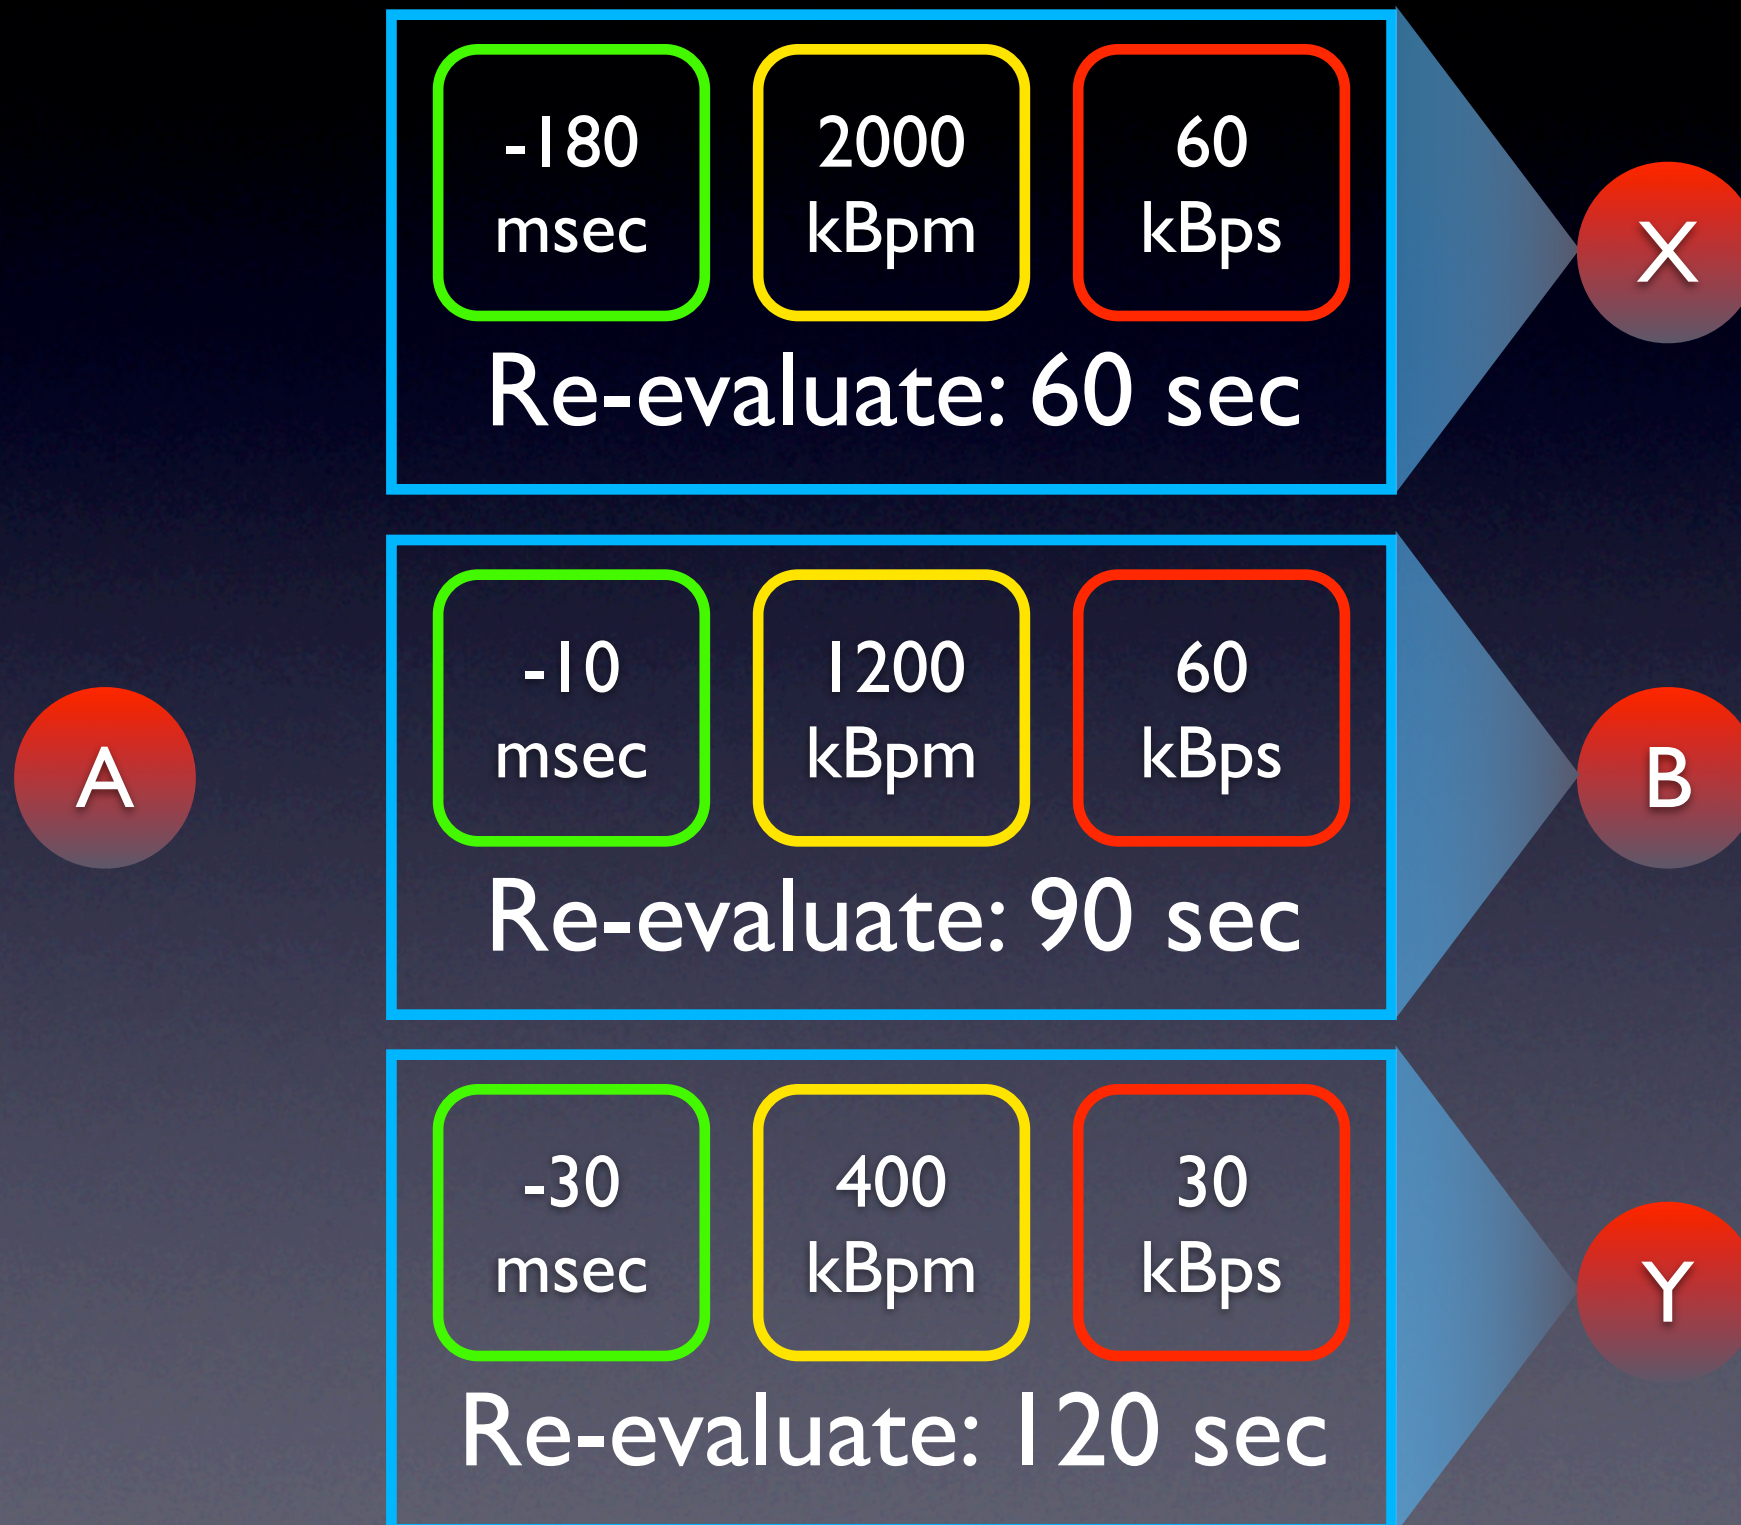 -180
msec
2000
kBpm
60
kBps
Re-evaluate: 60 sec
X
A
-10
msec
1200
kBpm
60
kBps
Re-evaluate: 90 sec
B
-30
msec
400
kBpm
30
kBps
Re-evaluate: 120 sec
Y